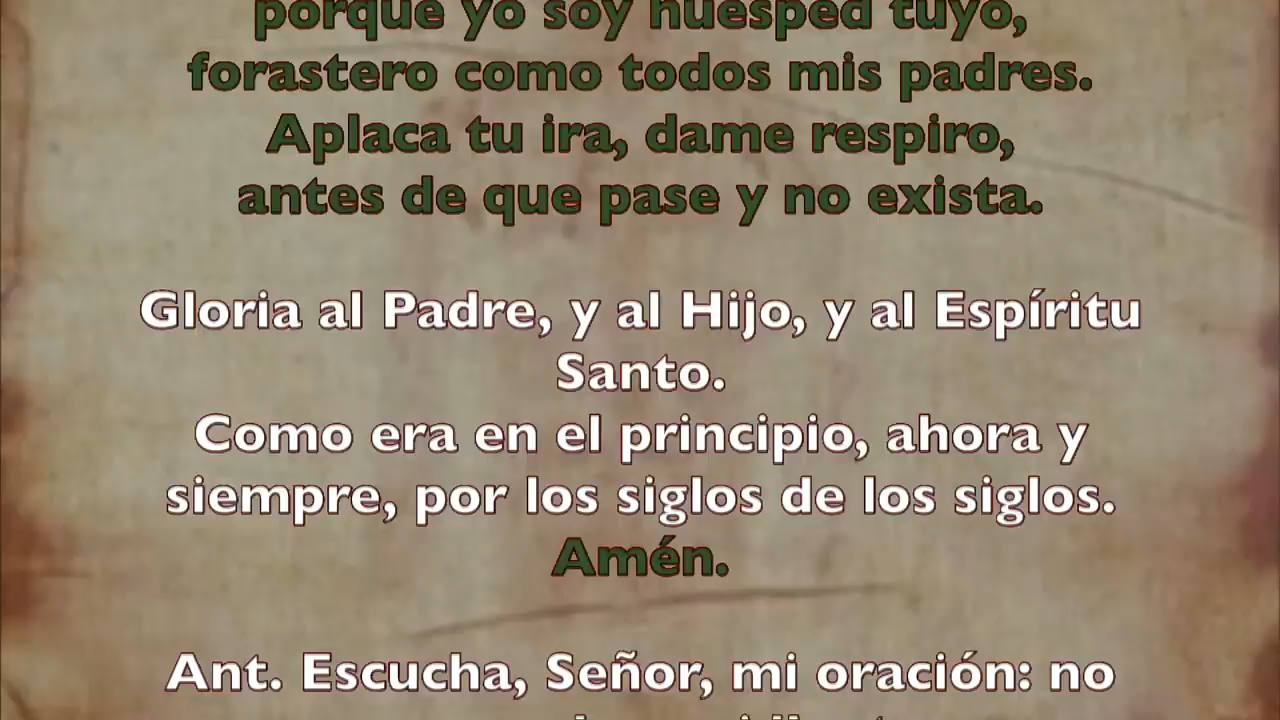 porque yo soy huésped tuyo,
forastero como todos mis padres.
Aplaca tu ira, dame respiro,
antes de que pase y no exista.
Gloria al Padre, y al Hijo, y al Espíritu
Santo.
Como era en el principio, ahora y
siempre, por los siglos de los siglos.
Amén.
Ant. Escucha, Señor, mi oración: no